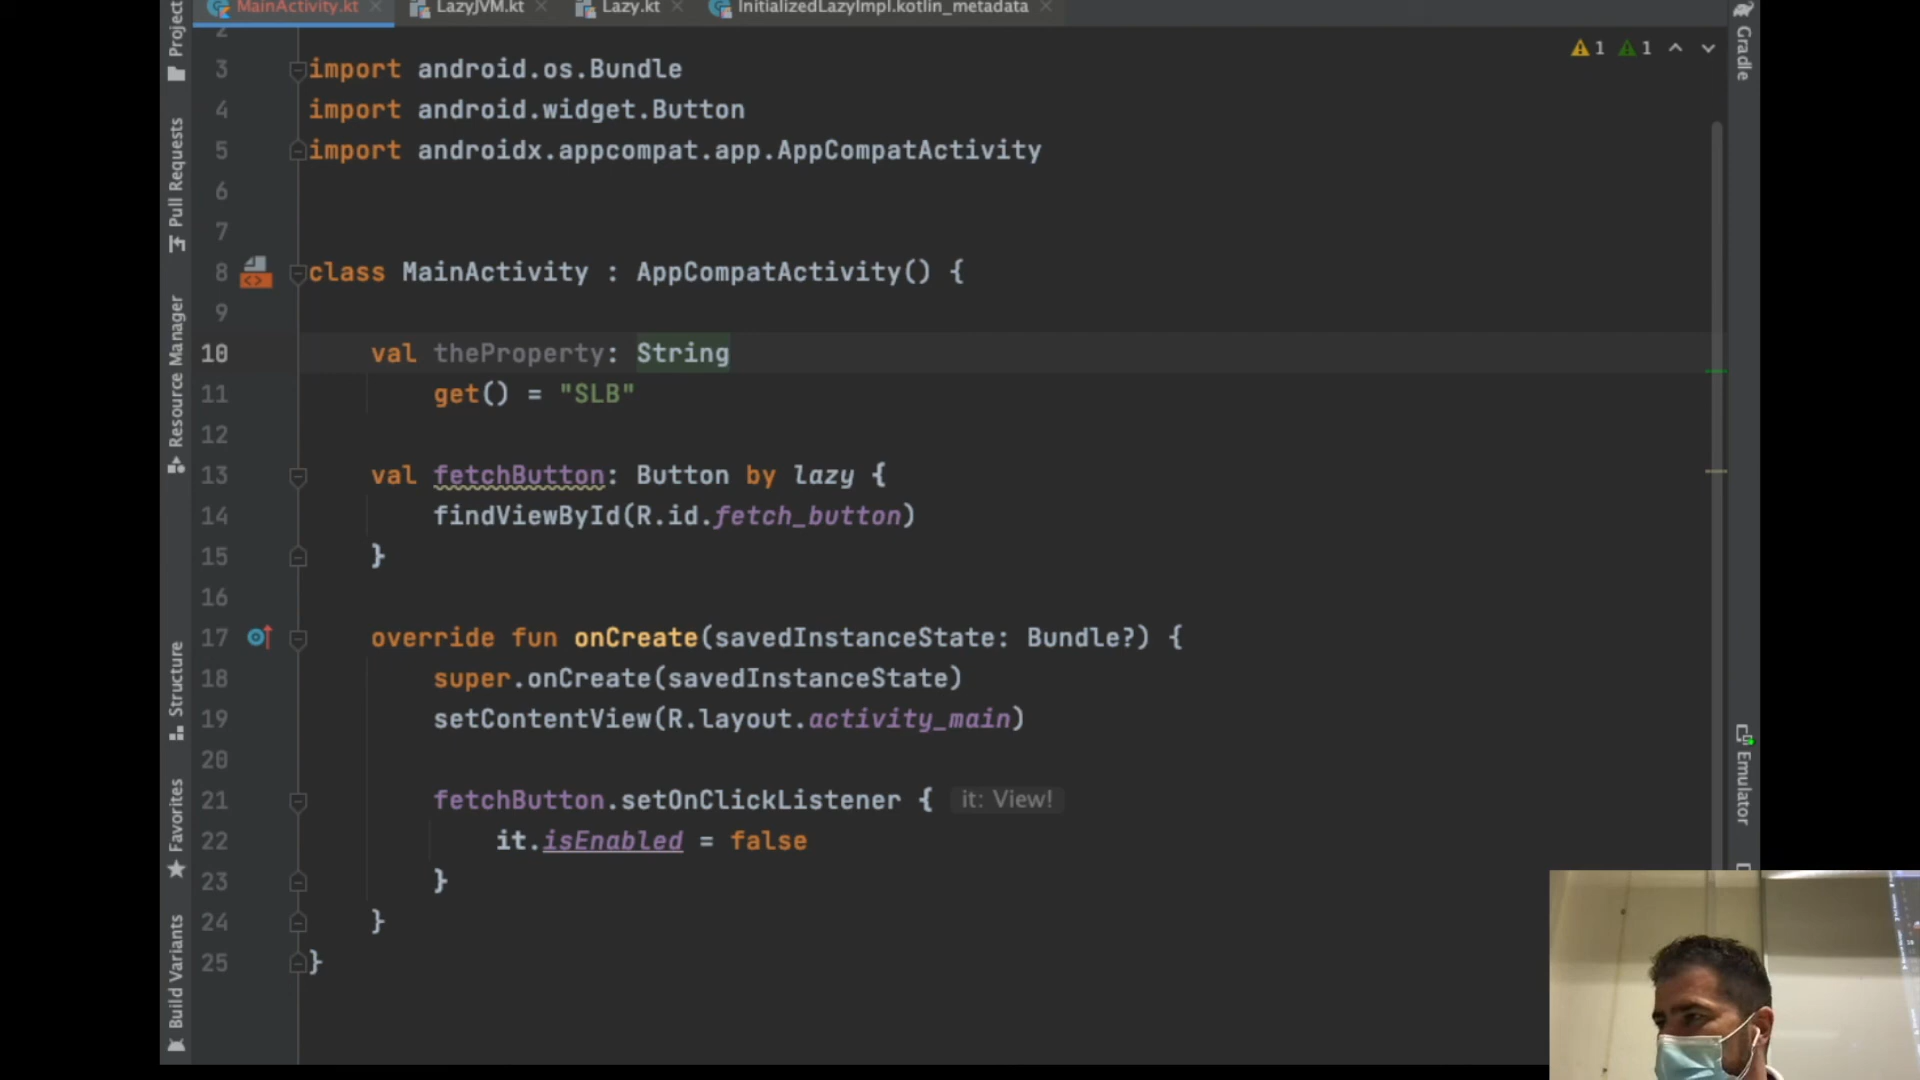 MainActivity.kt
LazyJVM.kt
Lazy.kt
InitializedLazyImpl.kotlin_metadata
1 1
2
3 import android.os.Bundle
4 import android.widget.Button
5 import androidx.appcompat.app.AppCompatActivity
6
7
8 class MainActivity : AppCompatActivity() {
9
10 val theProperty: String
11 get() = "SLB"
12
13 val fetchButton: Button by lazy {
14 findViewById(R.id.fetch_button)
15 }
16
17 override fun onCreate(savedInstanceState: Bundle?) {
18 super.onCreate(savedInstanceState)
19 setContentView(R.layout.activity_main)
20
21 fetchButton.setOnClickListener { it: View!
22 it.isEnabled = false
23 }
24 }
25 }
Pull Requests
Resource Manager
Structure
Favorites
Build Variants
Gradle
Emulator